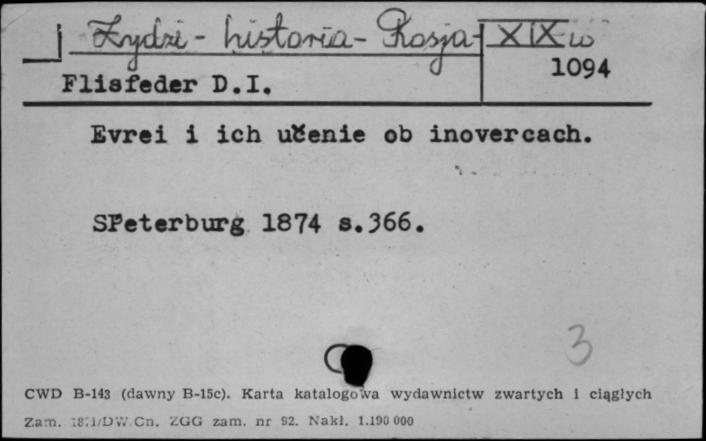 Żydzi - historia - Rosja - XIX w
1094
Flisfeder D.I.
Evrei i ich učenie ob inovercach.
SPeterburg 1874 s.366.
3
CWD B-143 (dawny B-15c). Karta katalogowa wydawnictw zwartych i ciągłych
Zam. 1871/DW.Cn. ZGG zam. nr 92. Nakł. 1.190 000